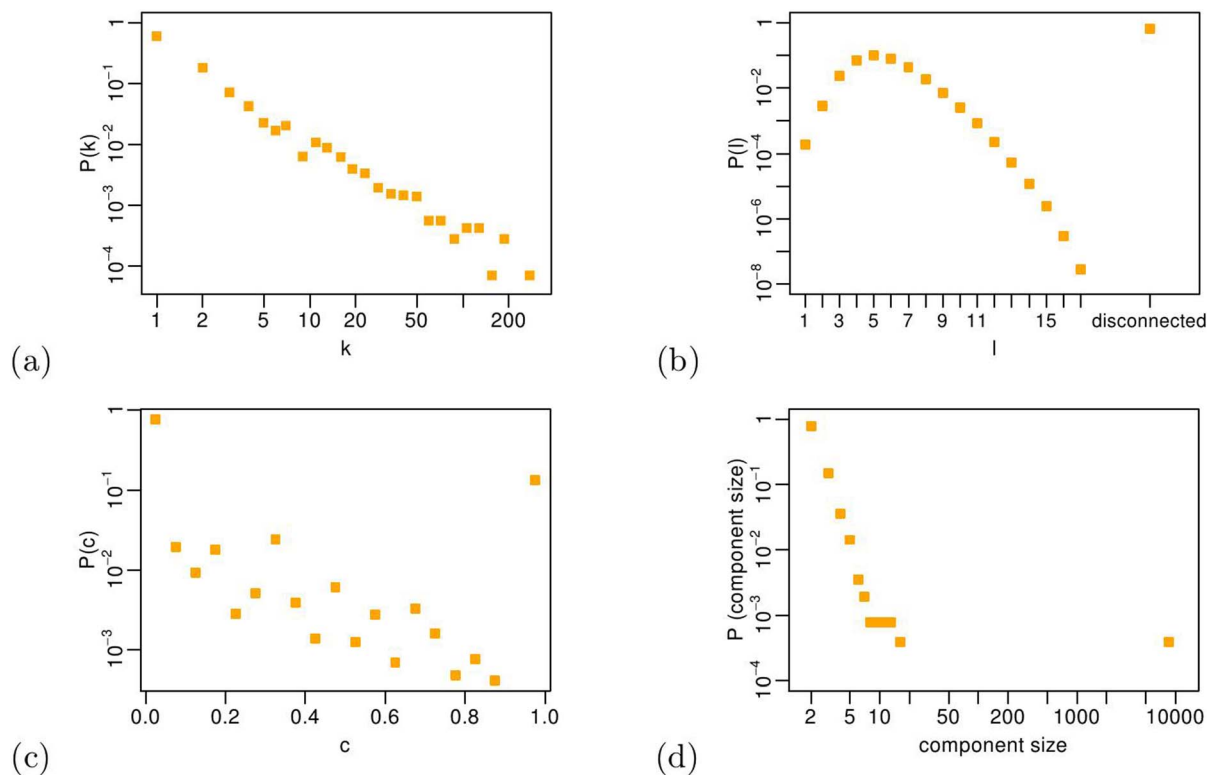 1
10⁻¹
10⁻²
10⁻³
10⁻⁴
P(k)
1 2 5 10 20 50 200
k
(a)
1
10⁻²
10⁻⁴
10⁻⁶
10⁻⁸
P(l)
1 3 5 7 9 11 15 disconnected
l
(b)
1
10⁻¹
10⁻²
10⁻³
P(c)
0.0 0.2 0.4 0.6 0.8 1.0
c
(c)
1
10⁻¹
10⁻²
10⁻³
10⁻⁴
P (component size)
2 5 10 50 200 1000 10000
component size
(d)